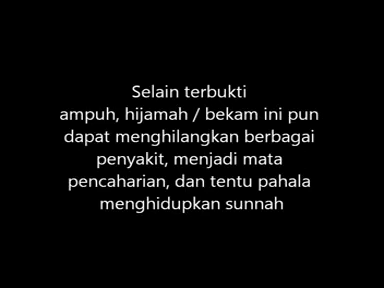 Selain terbukti
ampuh, hijamah / bekam ini pun
dapat menghilangkan berbagai
penyakit, menjadi mata
pencaharian, dan tentu pahala
menghidupkan sunnah